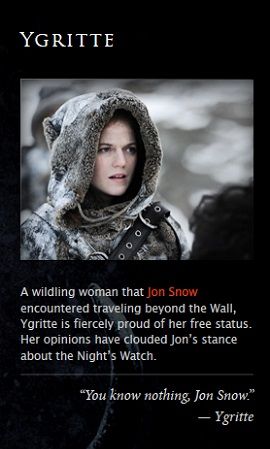 YGRITTE
A wildling woman that Jon Snow
encountered traveling beyond the Wall,
Ygritte is fiercely proud of her free status.
Her opinions have clouded Jon's stance
about the Night's Watch.
“You know nothing, Jon Snow.”
— Ygritte